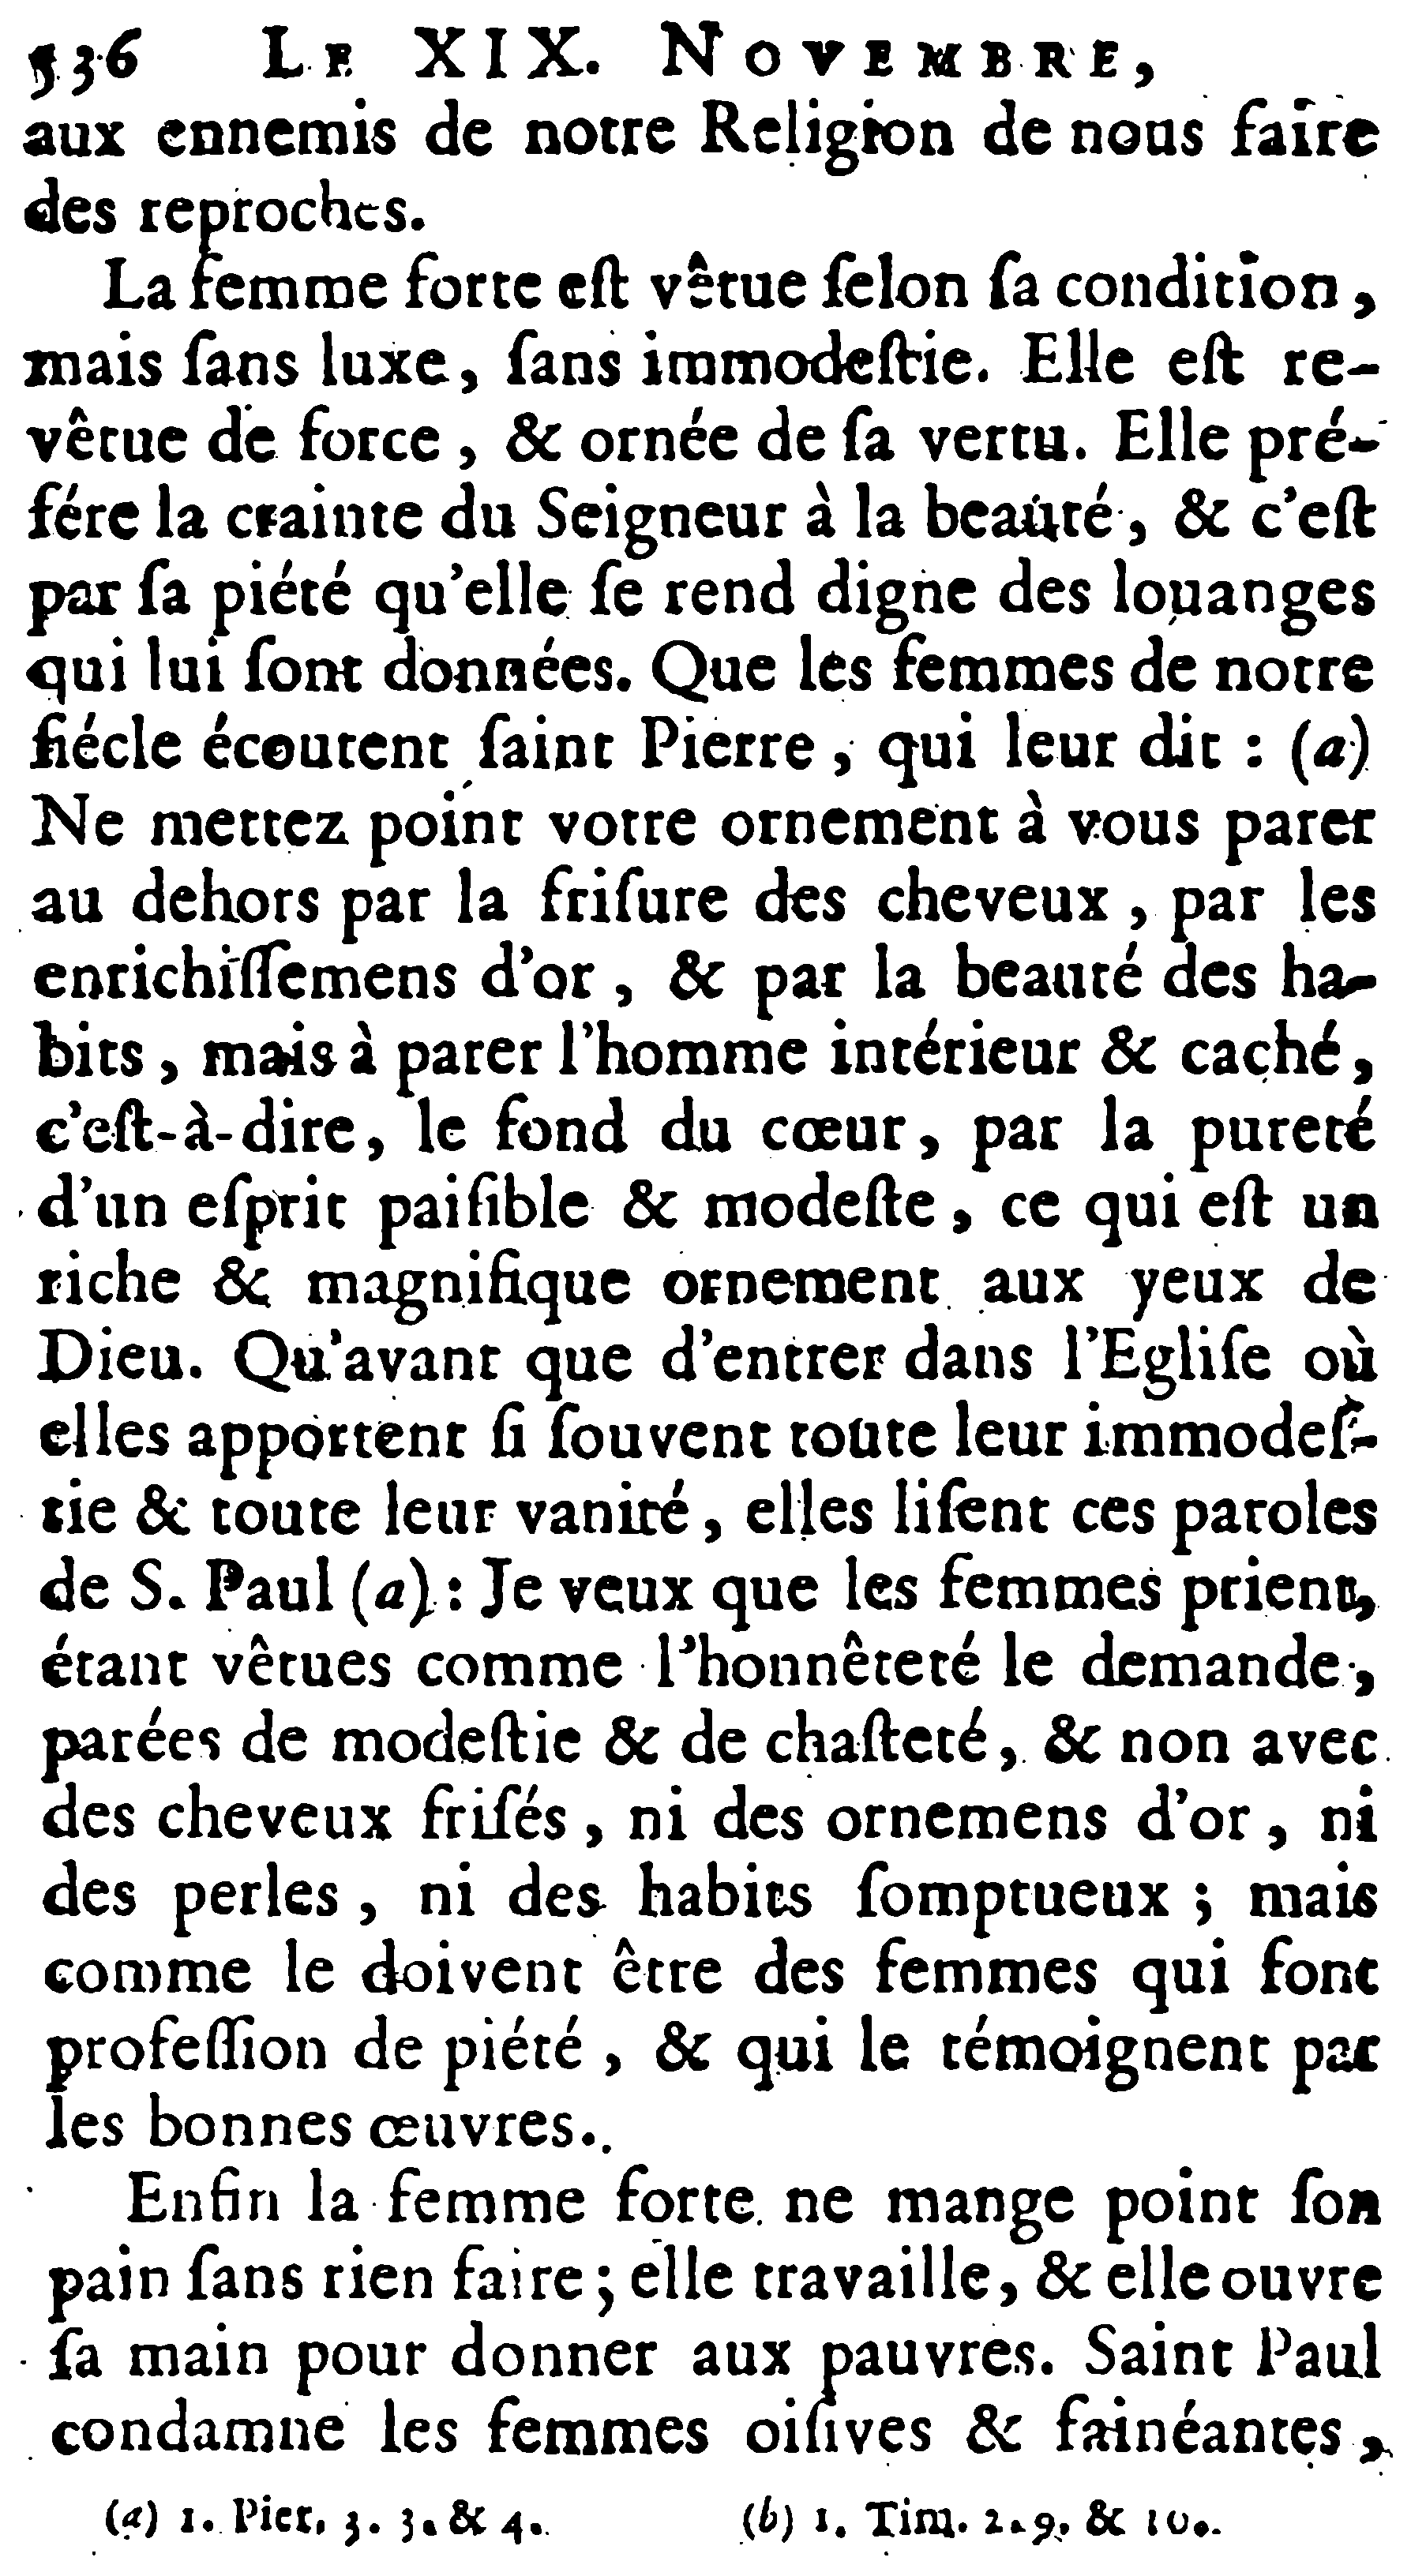 536 LE XIX. NOVEMBRE,
aux ennemis de notre Religion de nous faire
des reproches.
La femme forte eſt vêtue ſelon ſa condition,
mais ſans luxe, ſans immodeſtie. Elle eſt re-
vêtue de force, & ornée de ſa vertu. Elle pré-
fére la crainte du Seigneur à la beauté, & c'eſt
par ſa piété qu'elle ſe rend digne des louanges
qui lui ſont données. Que les femmes de notre
ſiécle écoutent ſaint Pierre, qui leur dit : (a)
Ne mettez point votre ornement à vous parer
au dehors par la friſure des cheveux, par les
enrichiſſemens d'or, & par la beauté des ha-
bits, mais à parer l'homme intérieur & caché,
c'eſt-à-dire, le fond du cœur, par la pureté
d'un eſprit paiſible & modeſte, ce qui eſt un
riche & magnifique ornement aux yeux de
Dieu. Qu'avant que d'entrer dans l'Egliſe où
elles apportent ſi ſouvent toute leur immodeſ-
tie & toute leur vanité, elles liſent ces paroles
de S. Paul (a) : Je veux que les femmes prient,
étant vêtues comme l'honnêteté le demande,
parées de modeſtie & de chaſteté, & non avec
des cheveux friſés, ni des ornemens d'or, ni
des perles, ni des habits ſomptueux ; mais
comme le doivent être des femmes qui font
profeſſion de piété, & qui le témoignent par
les bonnes œuvres.
Enfin la femme forte ne mange point ſon
pain ſans rien faire ; elle travaille, & elle ouvre
ſa main pour donner aux pauvres. Saint Paul
condamne les femmes oiſives & fainéantes,
(a) 1. Pier. 3. 3. & 4. (b) 1. Tim. 2. 9. & 10.